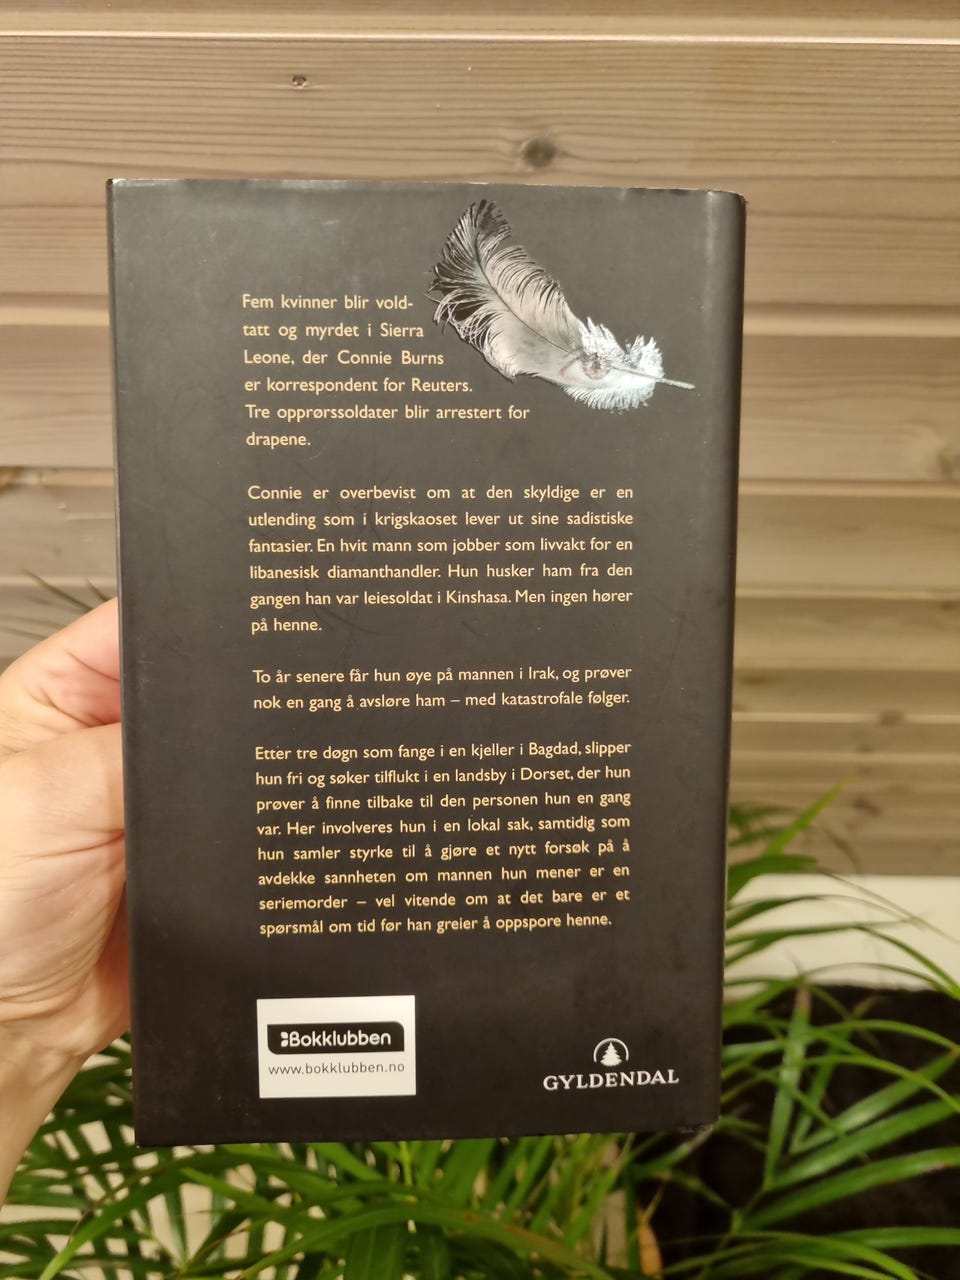 Fem kvinner blir vold-
tatt og myrdet i Sierra
Leone, der Connie Burns
er korrespondent for Reuters.
Tre opprørssoldater blir arrestert for
drapene.
Connie er overbevist om at den skyldige er en
utlending som i krigskaoset lever ut sine sadistiske
fantasier. En hvit mann som jobber som livvakt for en
libanesisk diamanthandler. Hun husker ham fra den
gangen han var leiesoldat i Kinshasa. Men ingen hører
på henne.
To år senere får hun øye på mannen i Irak, og prøver
nok en gang å avsløre ham – med katastrofale følger.
Etter tre døgn som fange i en kjeller i Bagdad, slipper
hun fri og søker tilflukt i en landsby i Dorset, der hun
prøver å finne tilbake til den personen hun en gang
var. Her involveres hun i en lokal sak, samtidig som
hun samler styrke til å gjøre et nytt forsøk på å
avdekke sannheten om mannen hun mener er en
seriemorder – vel vitende om at det bare er et
spørsmål om tid før han greier å oppspore henne.
Bokklubben
www.bokklubben.no
GYLDENDAL